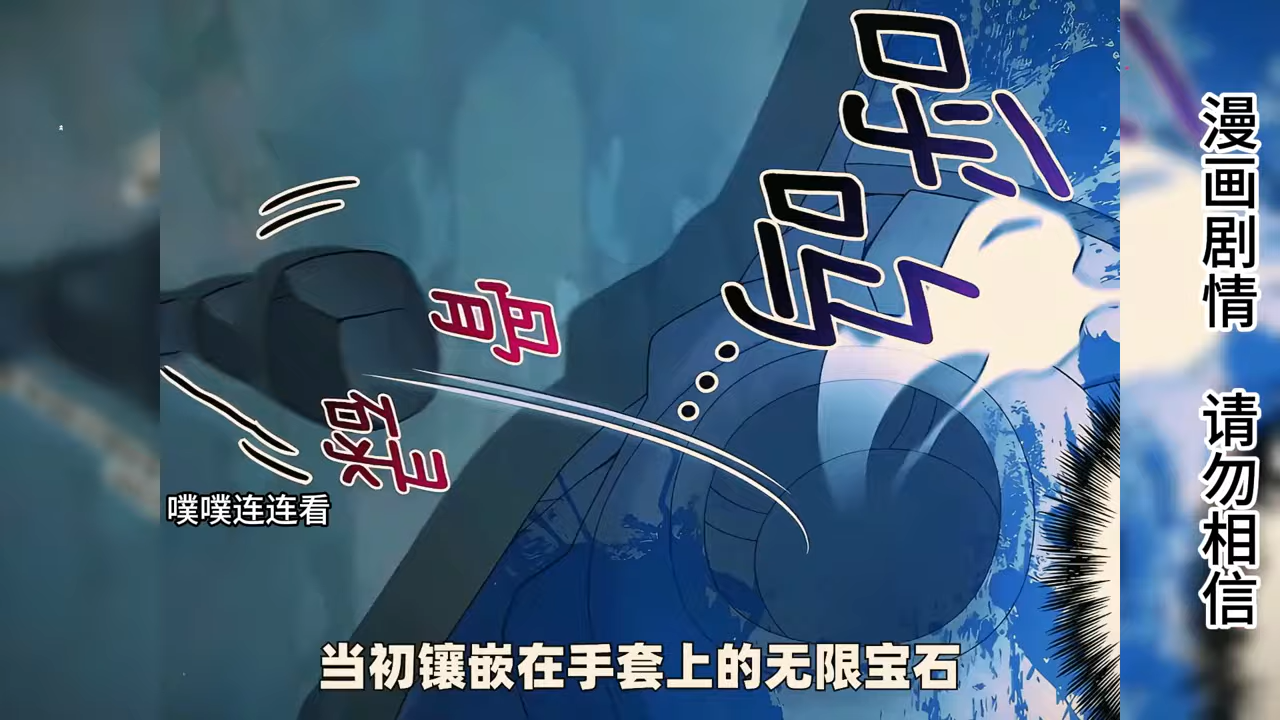 漫画剧情 请勿相信
噗噗连连看
当初镶嵌在手套上的无限宝石